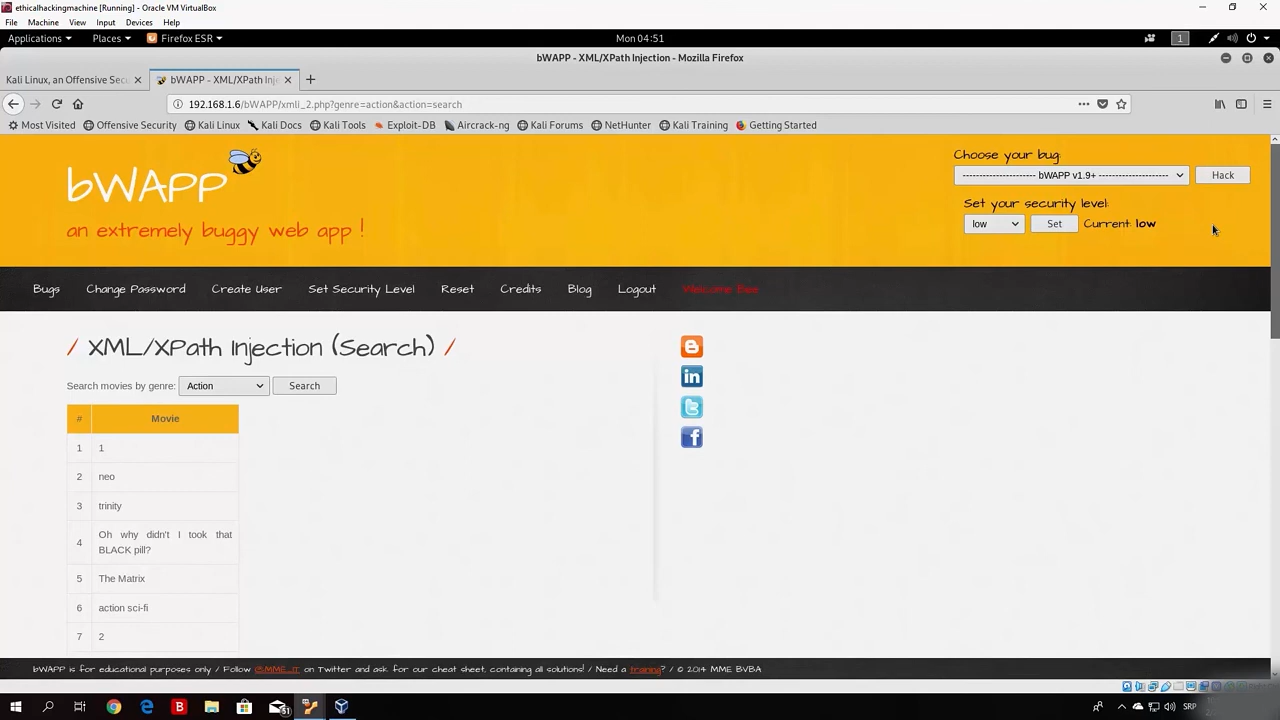 ethicalhackingmachine [Running] - Oracle VM VirtualBox
File Machine View Input Devices Help
Applications Places Firefox ESR Mon 04:51 1
bWAPP - XML/XPath Injection - Mozilla Firefox
Kali Linux, an Offensive Secu bWAPP - XML/XPath Inje
192.168.1.6/bWAPP/xmli_2.php?genre=action&action=search
Most Visited Offensive Security Kali Linux Kali Docs Kali Tools Exploit-DB Aircrack-ng Kali Forums NetHunter Kali Training Getting Started
bWAPP
an extremely buggy web app !
Choose your bug:
---------------------- bWAPP v1.9+ ---------------------- Hack
Set your security level:
low Set Current: low
Bugs Change Password Create User Set Security Level Reset Credits Blog Logout Welcome Bee
/ XML/XPath Injection (Search) /
Search movies by genre: Action Search
# Movie
1 1
2 neo
3 trinity
4 Oh why didn't I took that
BLACK pill?
5 The Matrix
6 action sci-fi
7 2
bWAPP is for educational purposes only / Follow @MME_IT on Twitter and ask for our cheat sheet, containing all solutions! / Need a training? / © 2014 MME BVBA
51 SRP